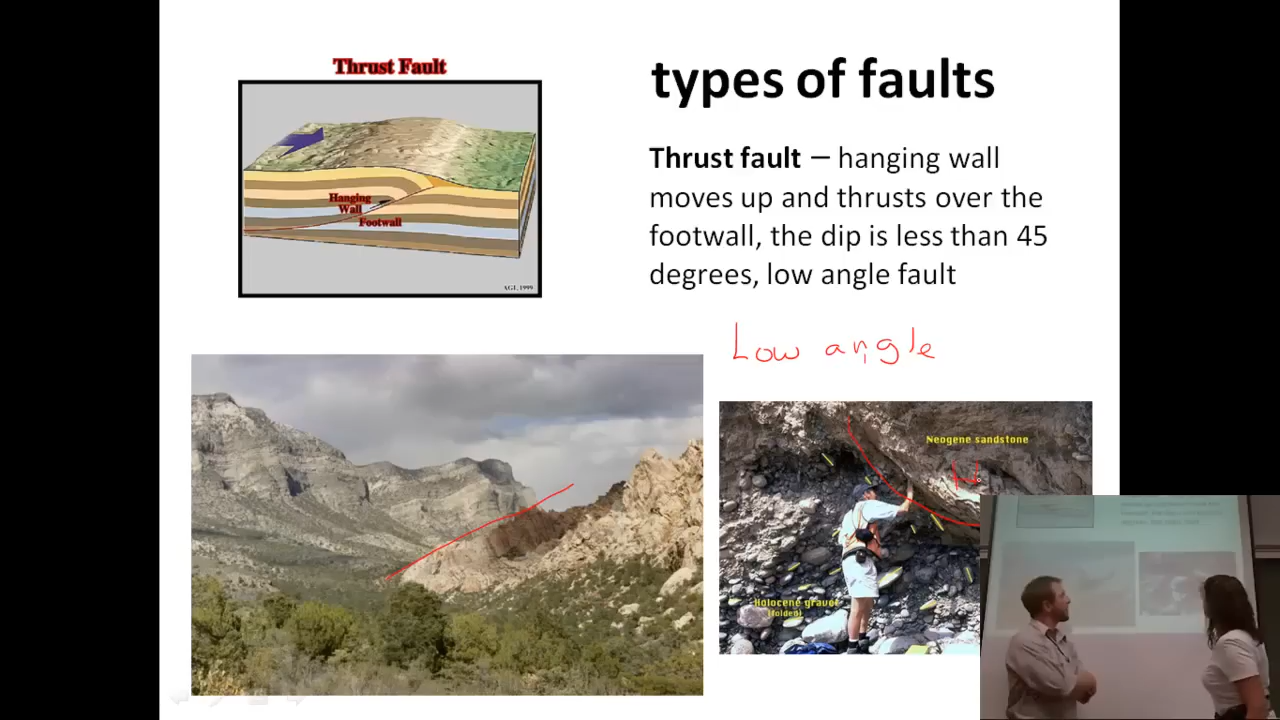 Thrust Fault
types of faults
Thrust fault – hanging wall
moves up and thrusts over the
footwall, the dip is less than 45
degrees, low angle fault
Hanging
Wall
Footwall
AGI, 1999
Low angle
Neogene sandstone
H
Holocene gravel
(folded)